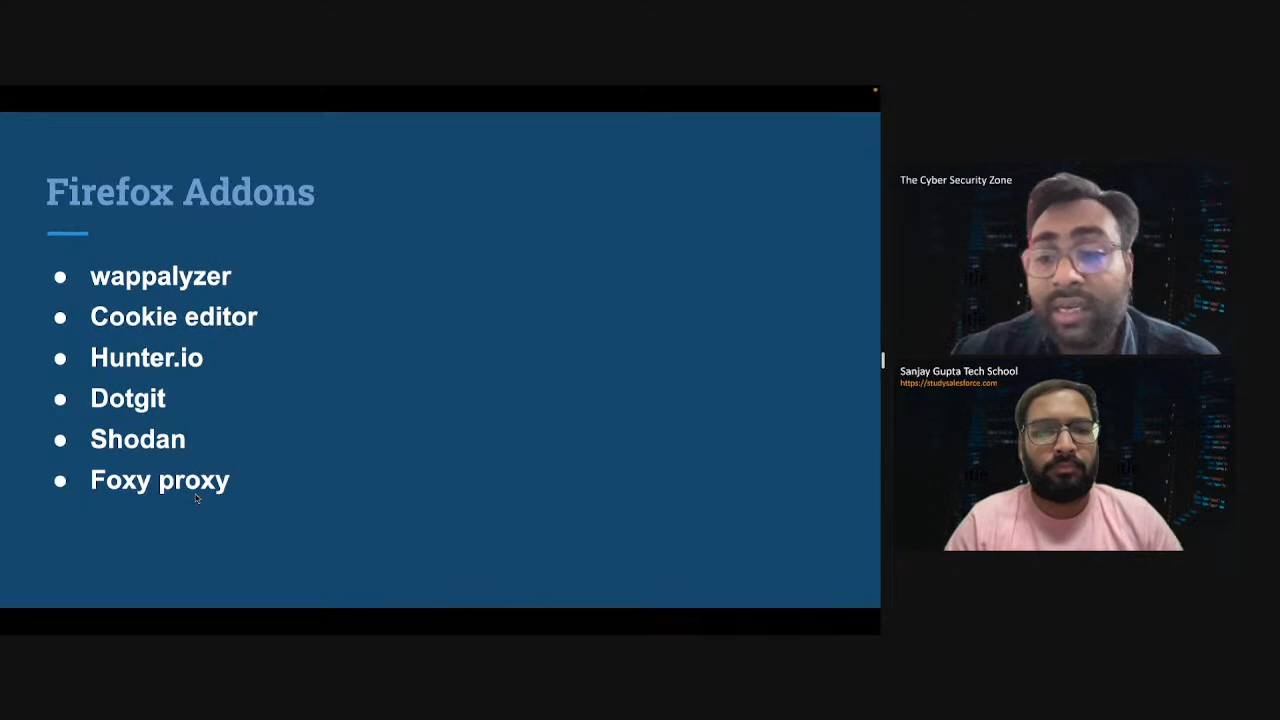 Firefox Addons
wappalyzer
Cookie editor
Hunter.io
Dotgit
Shodan
Foxy proxy
The Cyber Security Zone
Sanjay Gupta Tech School
https://studysalesforce.com